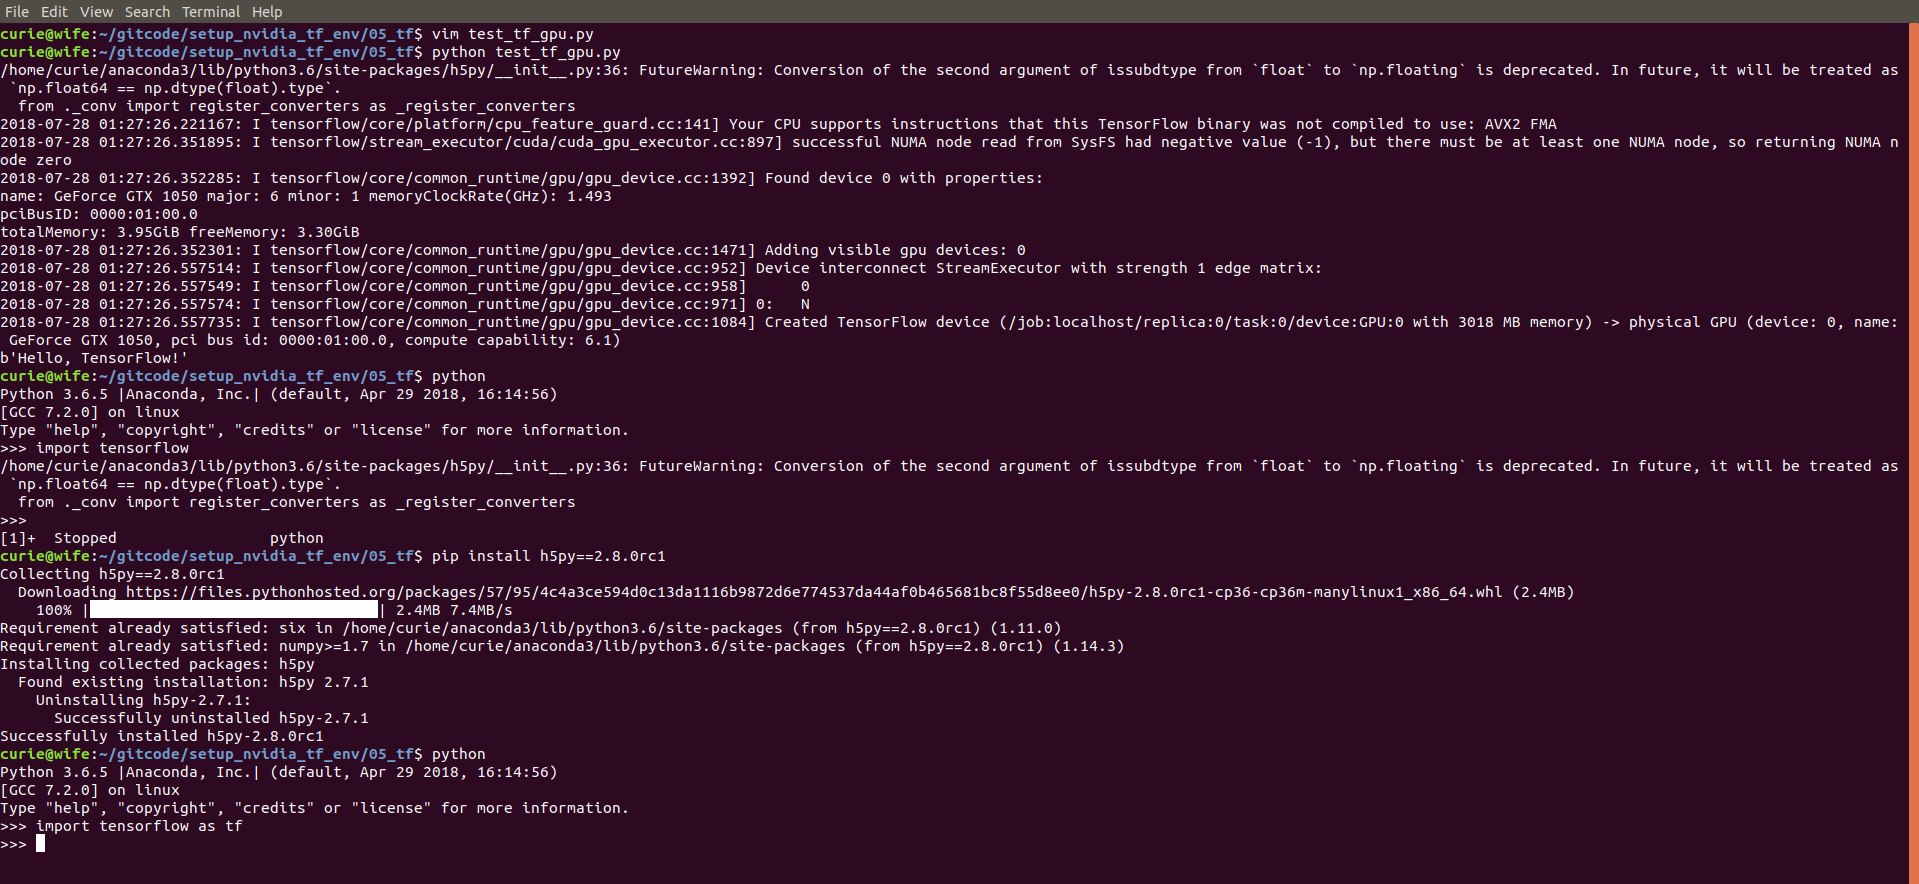 File Edit View Search Terminal Help
curie@wife:~/gitcode/setup_nvidia_tf_env/05_tf$ vim test_tf_gpu.py
curie@wife:~/gitcode/setup_nvidia_tf_env/05_tf$ python test_tf_gpu.py
/home/curie/anaconda3/lib/python3.6/site-packages/h5py/__init__.py:36: FutureWarning: Conversion of the second argument of issubdtype from `float` to `np.floating` is deprecated. In future, it will be treated as
 `np.float64 == np.dtype(float).type`.
  from ._conv import register_converters as _register_converters
2018-07-28 01:27:26.221167: I tensorflow/core/platform/cpu_feature_guard.cc:141] Your CPU supports instructions that this TensorFlow binary was not compiled to use: AVX2 FMA
2018-07-28 01:27:26.351895: I tensorflow/stream_executor/cuda/cuda_gpu_executor.cc:897] successful NUMA node read from SysFS had negative value (-1), but there must be at least one NUMA node, so returning NUMA n
ode zero
2018-07-28 01:27:26.352285: I tensorflow/core/common_runtime/gpu/gpu_device.cc:1392] Found device 0 with properties:
name: GeForce GTX 1050 major: 6 minor: 1 memoryClockRate(GHz): 1.493
pciBusID: 0000:01:00.0
totalMemory: 3.95GiB freeMemory: 3.30GiB
2018-07-28 01:27:26.352301: I tensorflow/core/common_runtime/gpu/gpu_device.cc:1471] Adding visible gpu devices: 0
2018-07-28 01:27:26.557514: I tensorflow/core/common_runtime/gpu/gpu_device.cc:952] Device interconnect StreamExecutor with strength 1 edge matrix:
2018-07-28 01:27:26.557549: I tensorflow/core/common_runtime/gpu/gpu_device.cc:958]      0
2018-07-28 01:27:26.557574: I tensorflow/core/common_runtime/gpu/gpu_device.cc:971] 0:   N
2018-07-28 01:27:26.557735: I tensorflow/core/common_runtime/gpu/gpu_device.cc:1084] Created TensorFlow device (/job:localhost/replica:0/task:0/device:GPU:0 with 3018 MB memory) -> physical GPU (device: 0, name:
 GeForce GTX 1050, pci bus id: 0000:01:00.0, compute capability: 6.1)
b'Hello, TensorFlow!'
curie@wife:~/gitcode/setup_nvidia_tf_env/05_tf$ python
Python 3.6.5 |Anaconda, Inc.| (default, Apr 29 2018, 16:14:56)
[GCC 7.2.0] on linux
Type "help", "copyright", "credits" or "license" for more information.
>>> import tensorflow
/home/curie/anaconda3/lib/python3.6/site-packages/h5py/__init__.py:36: FutureWarning: Conversion of the second argument of issubdtype from `float` to `np.floating` is deprecated. In future, it will be treated as
 `np.float64 == np.dtype(float).type`.
  from ._conv import register_converters as _register_converters
>>>
[1]+  Stopped                 python
curie@wife:~/gitcode/setup_nvidia_tf_env/05_tf$ pip install h5py==2.8.0rc1
Collecting h5py==2.8.0rc1
  Downloading https://files.pythonhosted.org/packages/57/95/4c4a3ce594d0c13da1116b9872d6e774537da44af0b465681bc8f55d8ee0/h5py-2.8.0rc1-cp36-cp36m-manylinux1_x86_64.whl (2.4MB)
    100% |████████████████████████████████| 2.4MB 7.4MB/s
Requirement already satisfied: six in /home/curie/anaconda3/lib/python3.6/site-packages (from h5py==2.8.0rc1) (1.11.0)
Requirement already satisfied: numpy>=1.7 in /home/curie/anaconda3/lib/python3.6/site-packages (from h5py==2.8.0rc1) (1.14.3)
Installing collected packages: h5py
  Found existing installation: h5py 2.7.1
    Uninstalling h5py-2.7.1:
      Successfully uninstalled h5py-2.7.1
Successfully installed h5py-2.8.0rc1
curie@wife:~/gitcode/setup_nvidia_tf_env/05_tf$ python
Python 3.6.5 |Anaconda, Inc.| (default, Apr 29 2018, 16:14:56)
[GCC 7.2.0] on linux
Type "help", "copyright", "credits" or "license" for more information.
>>> import tensorflow as tf
>>>